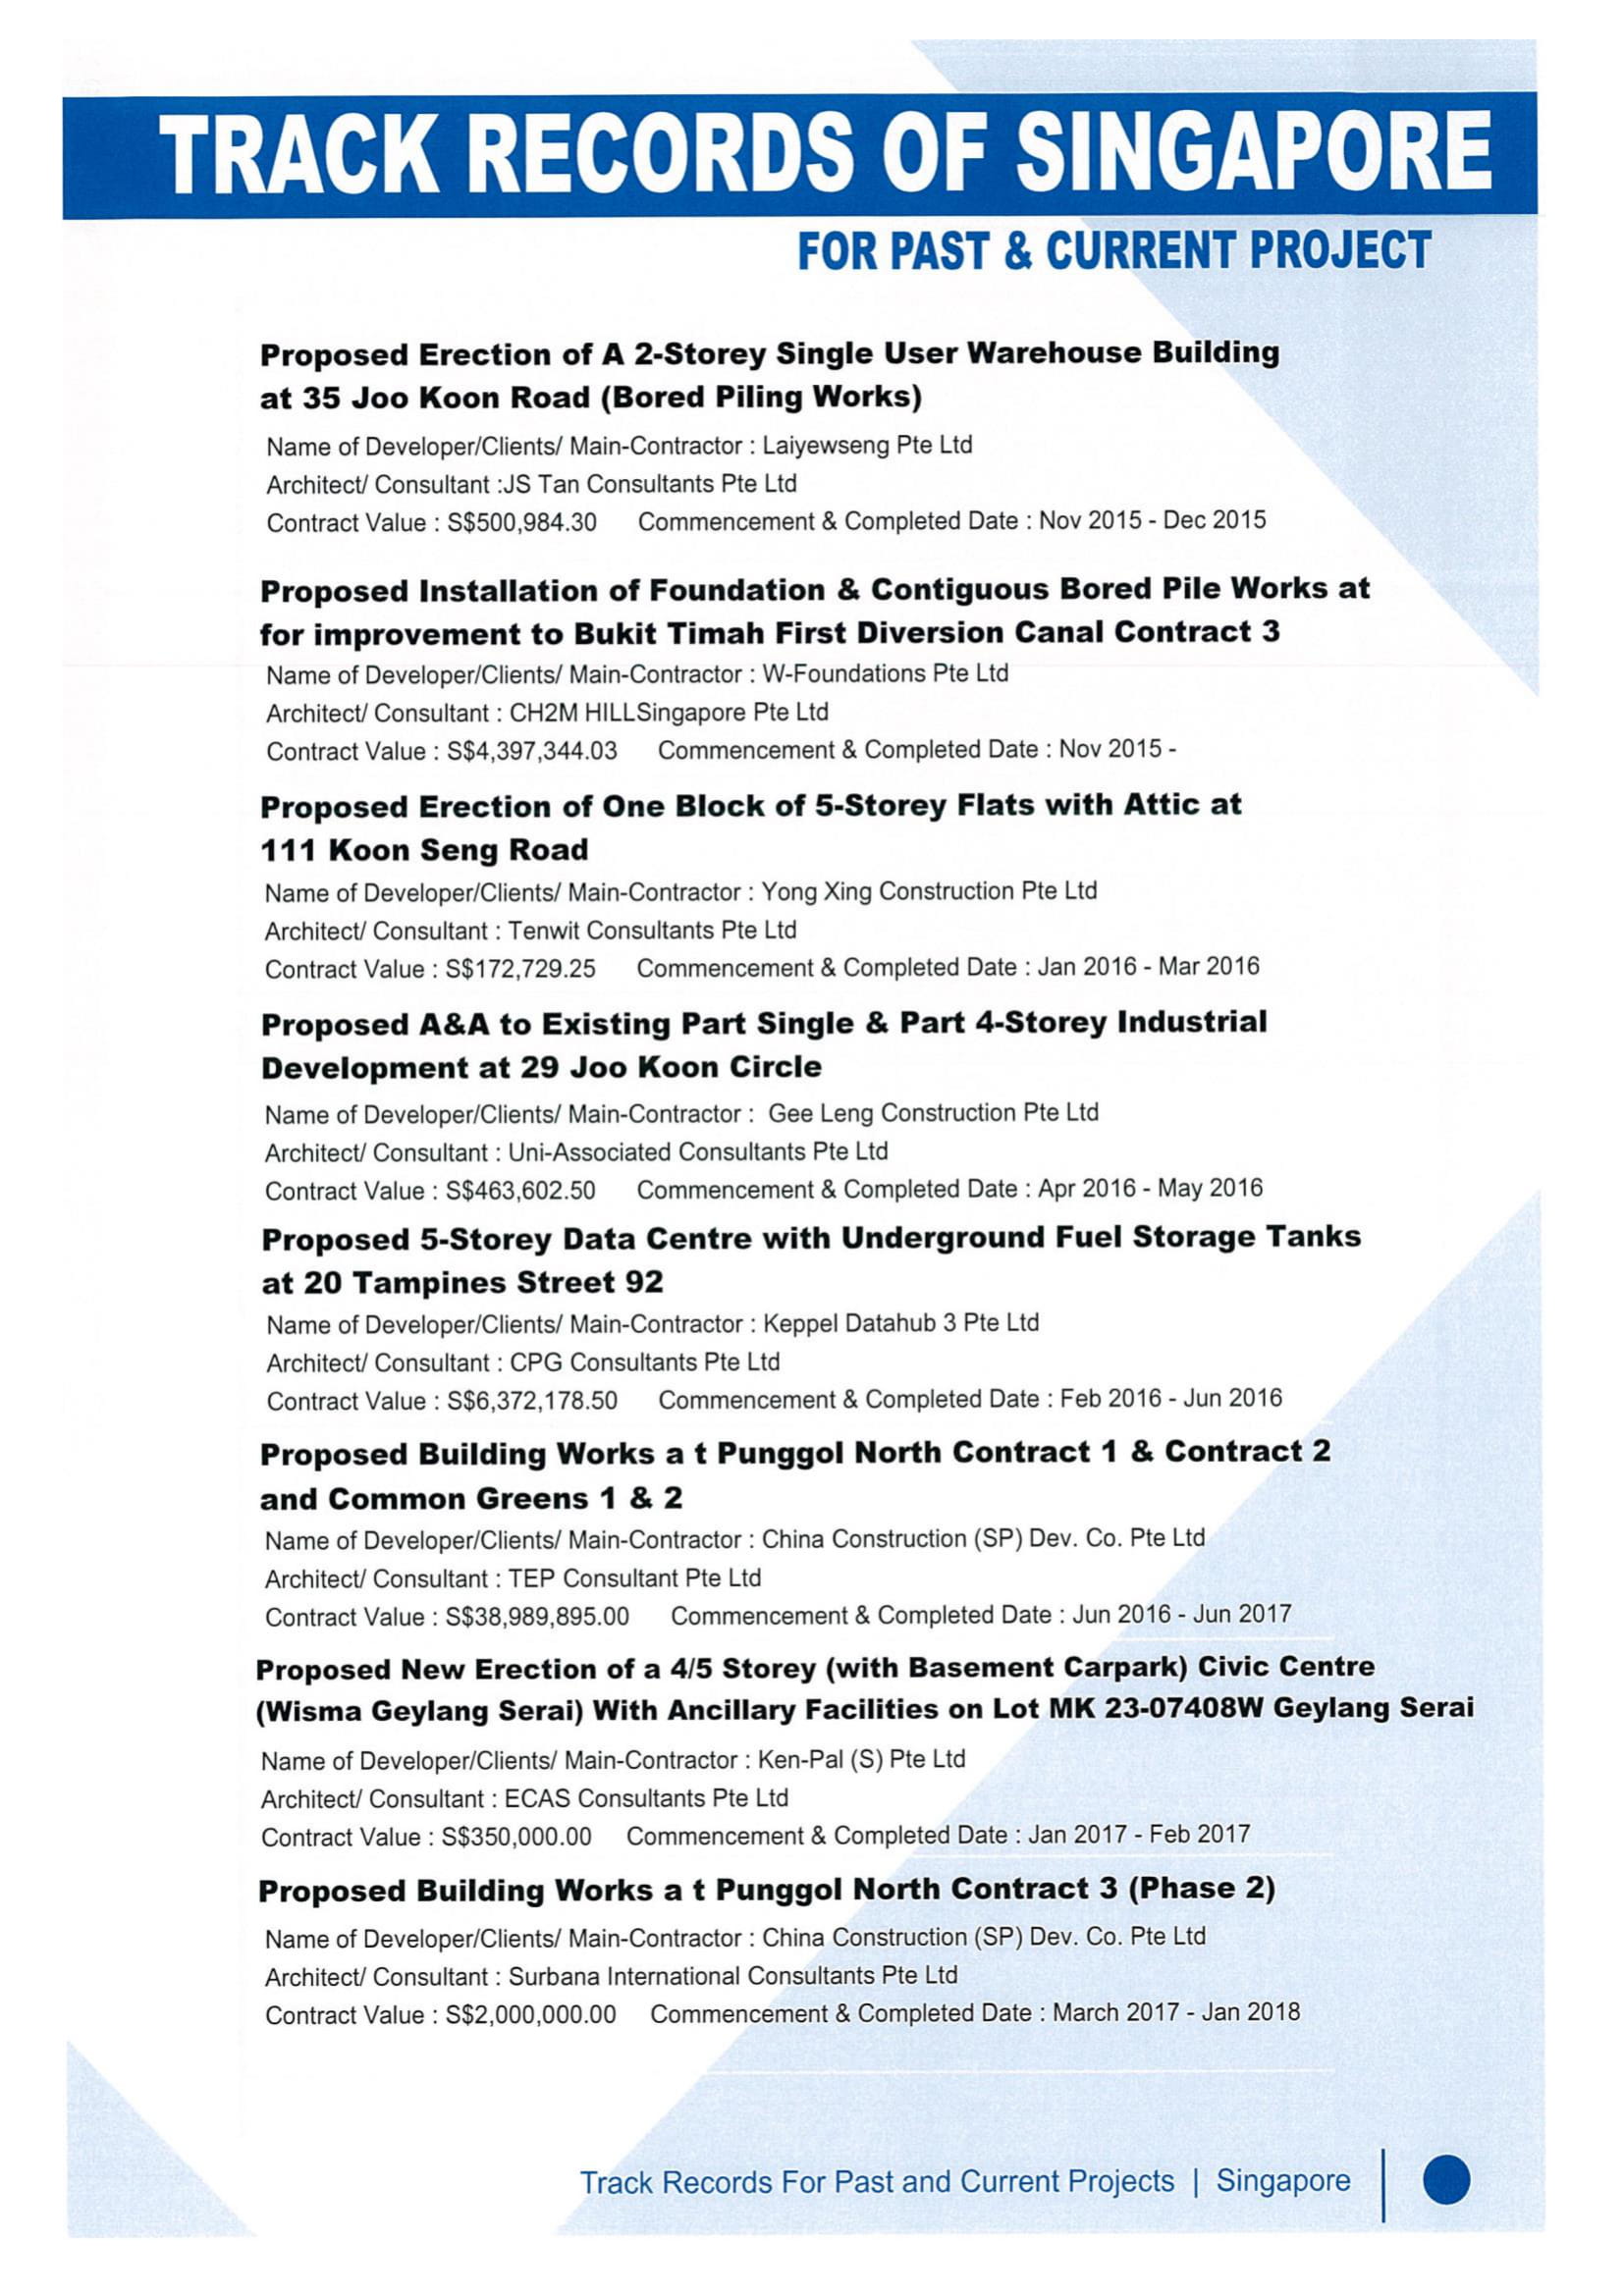 TRACK RECORDS OF SINGAPORE
FOR PAST & CURRENT PROJECT
Proposed Erection of A 2-Storey Single User Warehouse Building
at 35 Joo Koon Road (Bored Piling Works)
Name of Developer/Clients/ Main-Contractor : Laiyewseng Pte Ltd
Architect/ Consultant :JS Tan Consultants Pte Ltd
Contract Value : S$500,984.30 Commencement & Completed Date : Nov 2015 - Dec 2015
Proposed Installation of Foundation & Contiguous Bored Pile Works at
for improvement to Bukit Timah First Diversion Canal Contract 3
Name of Developer/Clients/ Main-Contractor : W-Foundations Pte Ltd
Architect/ Consultant : CH2M HILLSingapore Pte Ltd
Contract Value : S$4,397,344.03 Commencement & Completed Date : Nov 2015 -
Proposed Erection of One Block of 5-Storey Flats with Attic at
111 Koon Seng Road
Name of Developer/Clients/ Main-Contractor : Yong Xing Construction Pte Ltd
Architect/ Consultant : Tenwit Consultants Pte Ltd
Contract Value : S$172,729.25 Commencement & Completed Date : Jan 2016 - Mar 2016
Proposed A&A to Existing Part Single & Part 4-Storey Industrial
Development at 29 Joo Koon Circle
Name of Developer/Clients/ Main-Contractor : Gee Leng Construction Pte Ltd
Architect/ Consultant : Uni-Associated Consultants Pte Ltd
Contract Value : S$463,602.50 Commencement & Completed Date : Apr 2016 - May 2016
Proposed 5-Storey Data Centre with Underground Fuel Storage Tanks
at 20 Tampines Street 92
Name of Developer/Clients/ Main-Contractor : Keppel Datahub 3 Pte Ltd
Architect/ Consultant : CPG Consultants Pte Ltd
Contract Value : S$6,372,178.50 Commencement & Completed Date : Feb 2016 - Jun 2016
Proposed Building Works a t Punggol North Contract 1 & Contract 2
and Common Greens 1 & 2
Name of Developer/Clients/ Main-Contractor : China Construction (SP) Dev. Co. Pte Ltd
Architect/ Consultant : TEP Consultant Pte Ltd
Contract Value : S$38,989,895.00 Commencement & Completed Date : Jun 2016 - Jun 2017
Proposed New Erection of a 4/5 Storey (with Basement Carpark) Civic Centre
(Wisma Geylang Serai) With Ancillary Facilities on Lot MK 23-07408W Geylang Serai
Name of Developer/Clients/ Main-Contractor : Ken-Pal (S) Pte Ltd
Architect/ Consultant : ECAS Consultants Pte Ltd
Contract Value : S$350,000.00 Commencement & Completed Date : Jan 2017 - Feb 2017
Proposed Building Works a t Punggol North Contract 3 (Phase 2)
Name of Developer/Clients/ Main-Contractor : China Construction (SP) Dev. Co. Pte Ltd
Architect/ Consultant : Surbana International Consultants Pte Ltd
Contract Value : S$2,000,000.00 Commencement & Completed Date : March 2017 - Jan 2018
Track Records For Past and Current Projects | Singapore